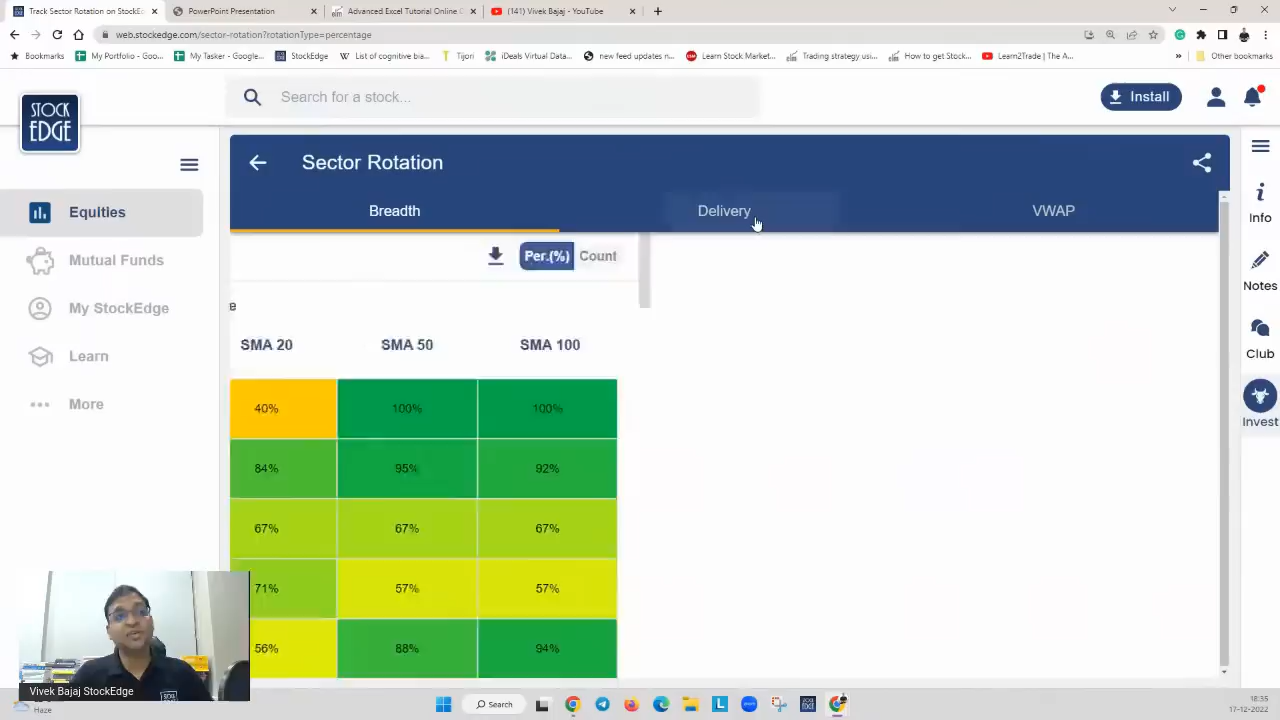 Track Sector Rotation on StockEdge
PowerPoint Presentation
Advanced Excel Tutorial Online C
(141) Vivek Bajaj - YouTube
web.stockedge.com/sector-rotation?rotationType=percentage
Bookmarks
My Portfolio - Goo...
My Tasker - Google...
StockEdge
List of cognitive bia...
Tijori
iDeals Virtual Data...
new feed updates n...
Learn Stock Market...
Trading strategy usi...
How to get Stock...
Learn2Trade | The A...
Other bookmarks
STOCK
EDGE
Search for a stock...
Install
Equities
Mutual Funds
My StockEdge
Learn
More
Sector Rotation
Breadth
Delivery
VWAP
Per.(%)
Count
e
SMA 20
SMA 50
SMA 100
40%
100%
100%
84%
95%
92%
67%
67%
67%
71%
57%
57%
56%
88%
94%
Info
Notes
Club
Invest
Vivek Bajaj StockEdge
Haze
Search
18:35
17-12-2022